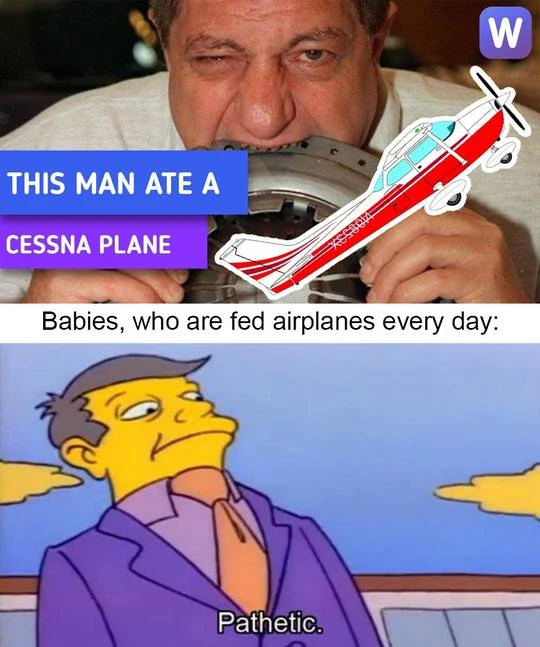 W
THIS MAN ATE A
CESSNA PLANE
Babies, who are fed airplanes every day:
Pathetic.